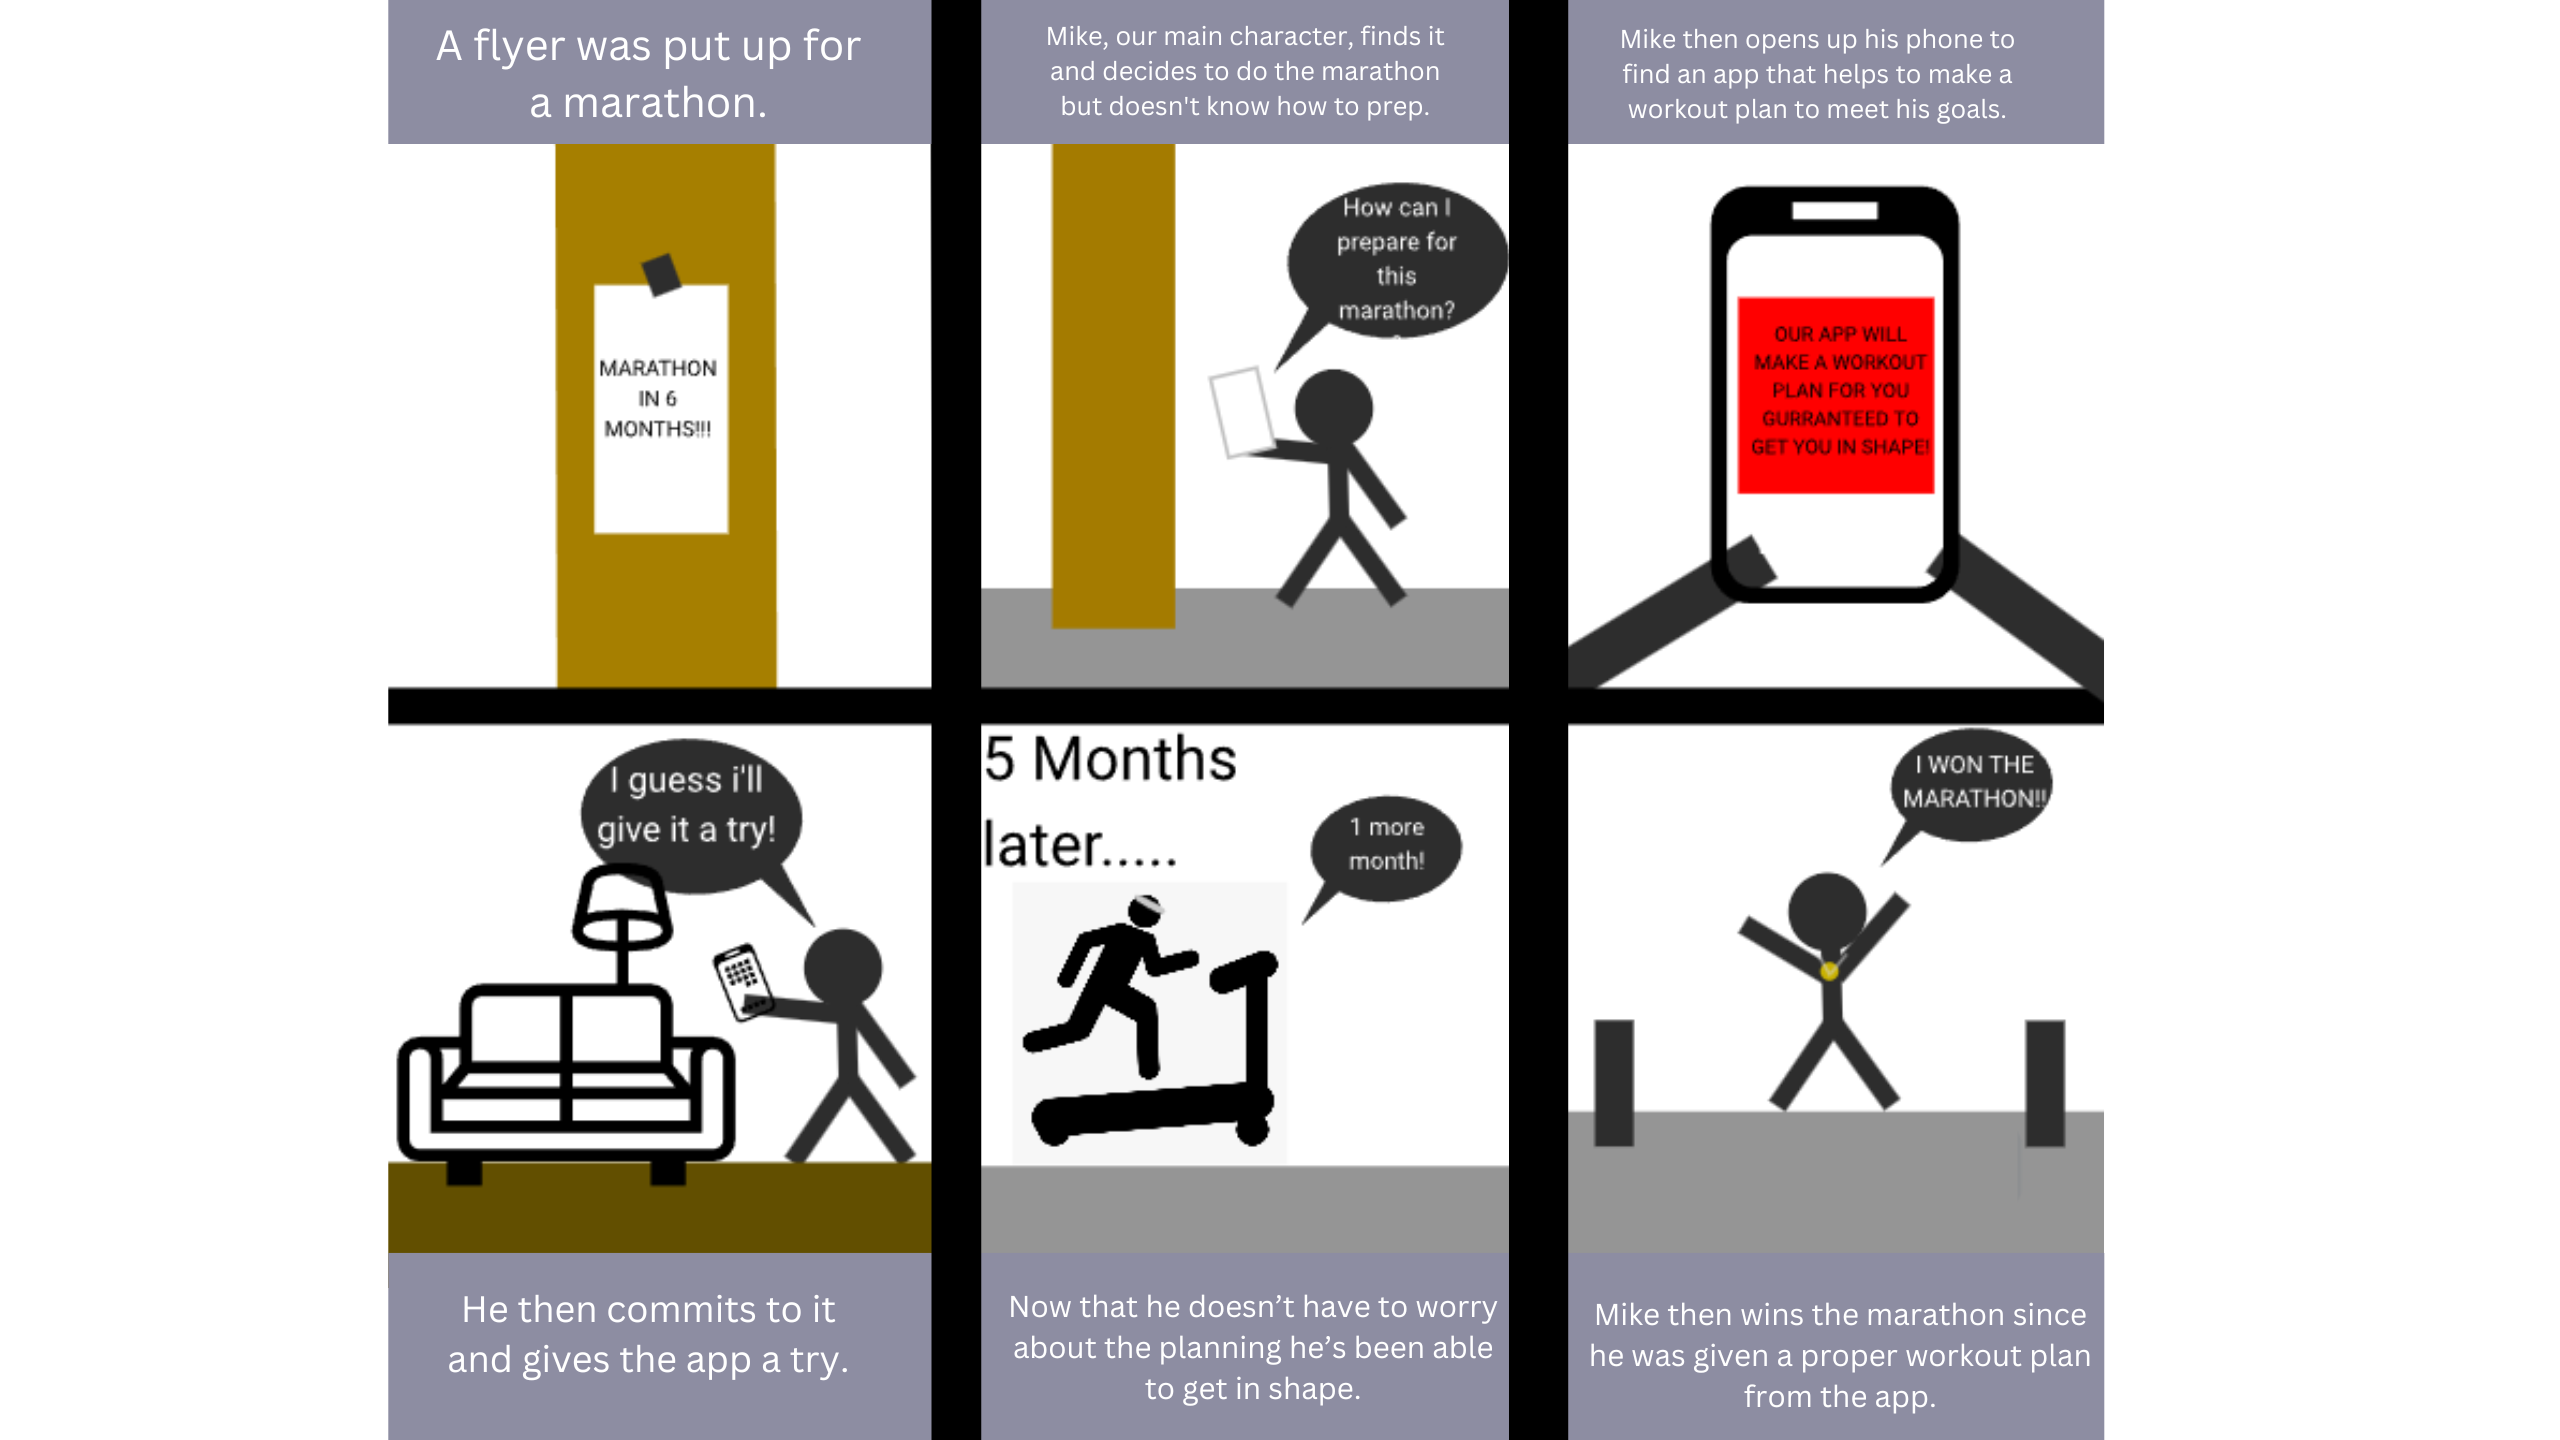 A flyer was put up for
a marathon.
MARATHON
IN 6
MONTHS!!!
Mike, our main character, finds it
and decides to do the marathon
but doesn't know how to prep.
How can I
prepare for
this
marathon?
Mike then opens up his phone to
find an app that helps to make a
workout plan to meet his goals.
OUR APP WILL
MAKE A WORKOUT
PLAN FOR YOU
GURRANTEED TO
GET YOU IN SHAPE!
I guess i'll
give it a try!
He then commits to it
and gives the app a try.
5 Months
later.....
1 more
month!
Now that he doesn’t have to worry
about the planning he’s been able
to get in shape.
I WON THE
MARATHON!!
Mike then wins the marathon since
he was given a proper workout plan
from the app.